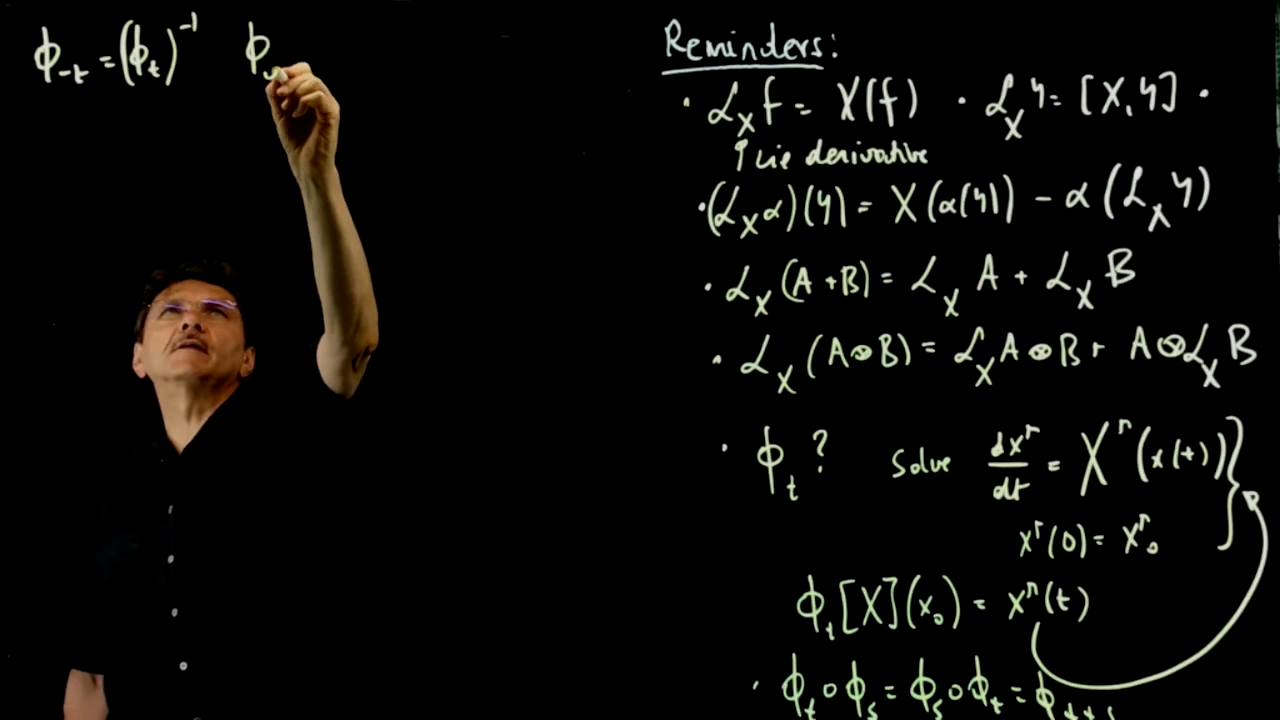 ϕ₋ₜ = (ϕₜ)⁻¹ ϕ
Reminders:
· ℒ_X f = X(f) · ℒ_X Y = [X,Y] ·
↑ Lie derivative
· (ℒ_X α)(Y) = X(α(Y)) - α(ℒ_X Y)
· ℒ_X (A+B) = ℒ_X A + ℒ_X B
· ℒ_X (A⊗B) = ℒ_X A ⊗ B + A⊗ℒ_X B
· ϕₜ ? Solve dx^μ/dt = X^μ(x(t)) }
x^μ(0) = x^μ₀
ϕₜ[X](x₀) = x^μ(t)
· ϕₜ ∘ ϕₛ = ϕₛ ∘ ϕₜ = ϕₜ₊ₛ